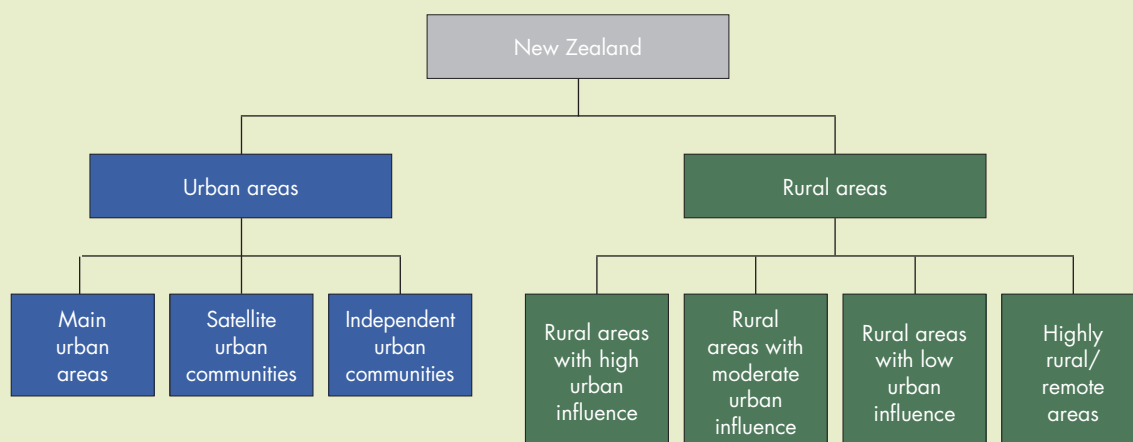 New Zealand
Urban areas
Rural areas
Main
urban
areas
Satellite
urban
communities
Independent
urban
communities
Rural areas
with high
urban
influence
Rural
areas with
moderate
urban
influence
Rural areas
with low
urban
influence
Highly
rural/
remote
areas